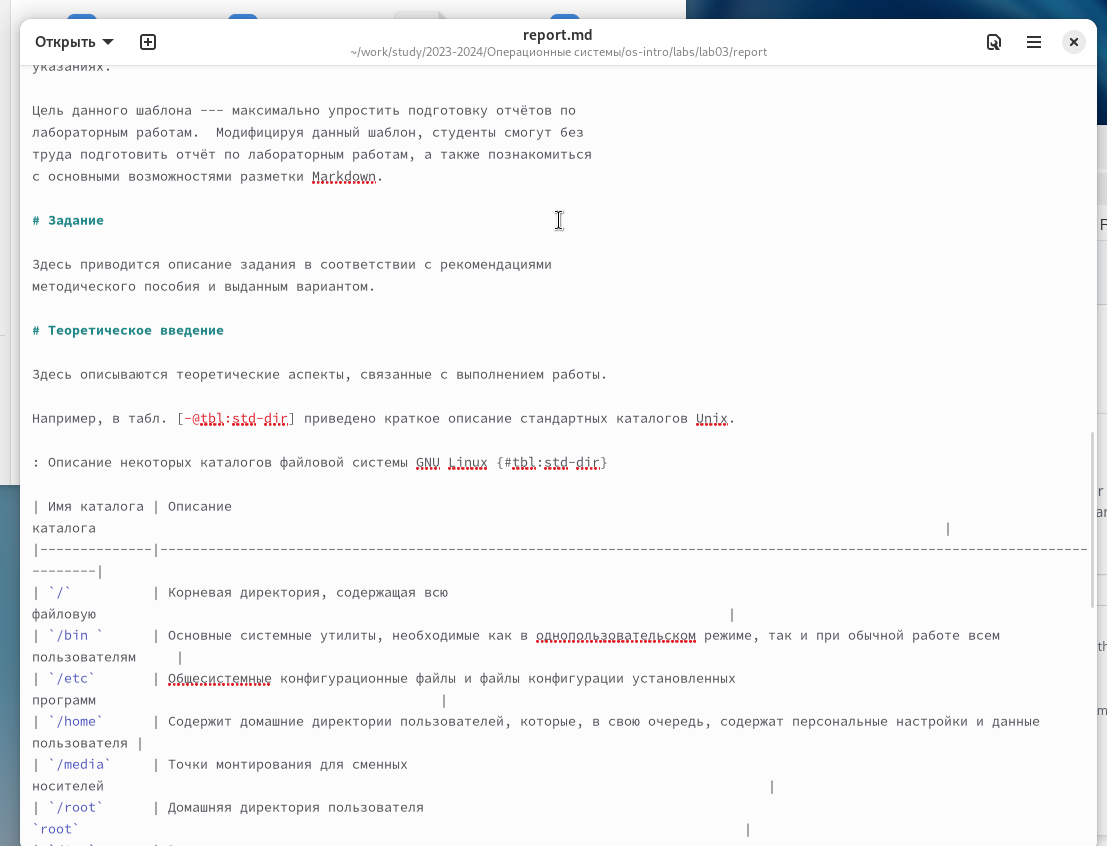 Открыть
report.md
~/work/study/2023-2024/Операционные системы/os-intro/labs/lab03/report
указаниях.
Цель данного шаблона --- максимально упростить подготовку отчётов по
лабораторным работам.  Модифицируя данный шаблон, студенты смогут без
труда подготовить отчёт по лабораторным работам, а также познакомиться
с основными возможностями разметки Markdown.
# Задание
Здесь приводится описание задания в соответствии с рекомендациями
методического пособия и выданным вариантом.
# Теоретическое введение
Здесь описываются теоретические аспекты, связанные с выполнением работы.
Например, в табл. [-@tbl:std-dir] приведено краткое описание стандартных каталогов Unix.
: Описание некоторых каталогов файловой системы GNU Linux {#tbl:std-dir}
| Имя каталога | Описание
каталога |
|--------------|--------------------------------------------------------------------------------------------------------------------
--------|
| `/` | Корневая директория, содержащая всю
файловую |
| `/bin ` | Основные системные утилиты, необходимые как в однопользовательском режиме, так и при обычной работе всем
пользователям |
| `/etc` | Общесистемные конфигурационные файлы и файлы конфигурации установленных
программ |
| `/home` | Содержит домашние директории пользователей, которые, в свою очередь, содержат персональные настройки и данные
пользователя |
| `/media` | Точки монтирования для сменных
носителей |
| `/root` | Домашняя директория пользователя
`root` |